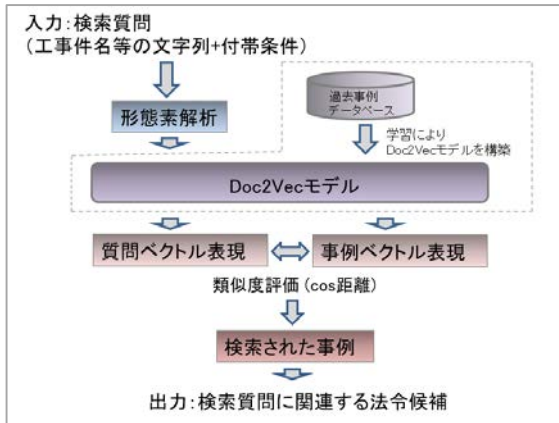 入力:検索質問
(工事件名等の文字列+付帯条件)
過去事例
データベース
形態素解析
学習により
Doc2Vecモデルを構築
Doc2Vecモデル
質問ベクトル表現
事例ベクトル表現
類似度評価(cos距離)
検索された事例
出力:検索質問に関連する法令候補